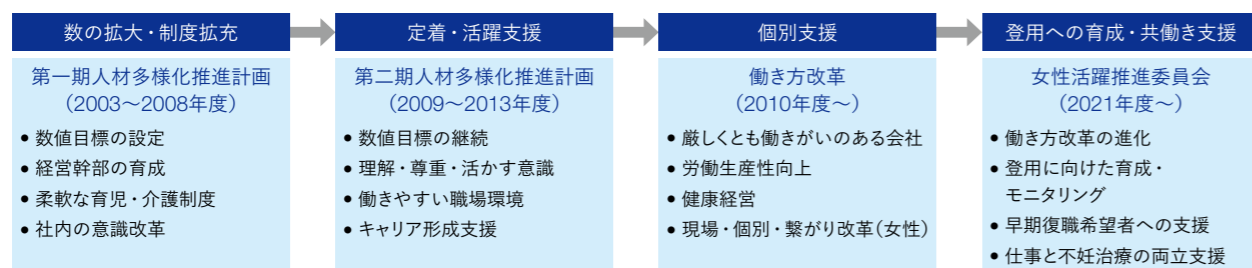 数の拡大・制度拡充
第一期人材多様化推進計画
（2003〜2008年度）
● 数値目標の設定
● 経営幹部の育成
● 柔軟な育児・介護制度
● 社内の意識改革
定着・活躍支援
第二期人材多様化推進計画
（2009〜2013年度）
● 数値目標の継続
● 理解・尊重・活かす意識
● 働きやすい職場環境
● キャリア形成支援
個別支援
働き方改革
（2010年度〜）
● 厳しくとも働きがいのある会社
● 労働生産性向上
● 健康経営
● 現場・個別・繋がり改革（女性）
登用への育成・共働き支援
女性活躍推進委員会
（2021年度〜）
● 働き方改革の進化
● 登用に向けた育成・
モニタリング
● 早期復職希望者への支援
● 仕事と不妊治療の両立支援